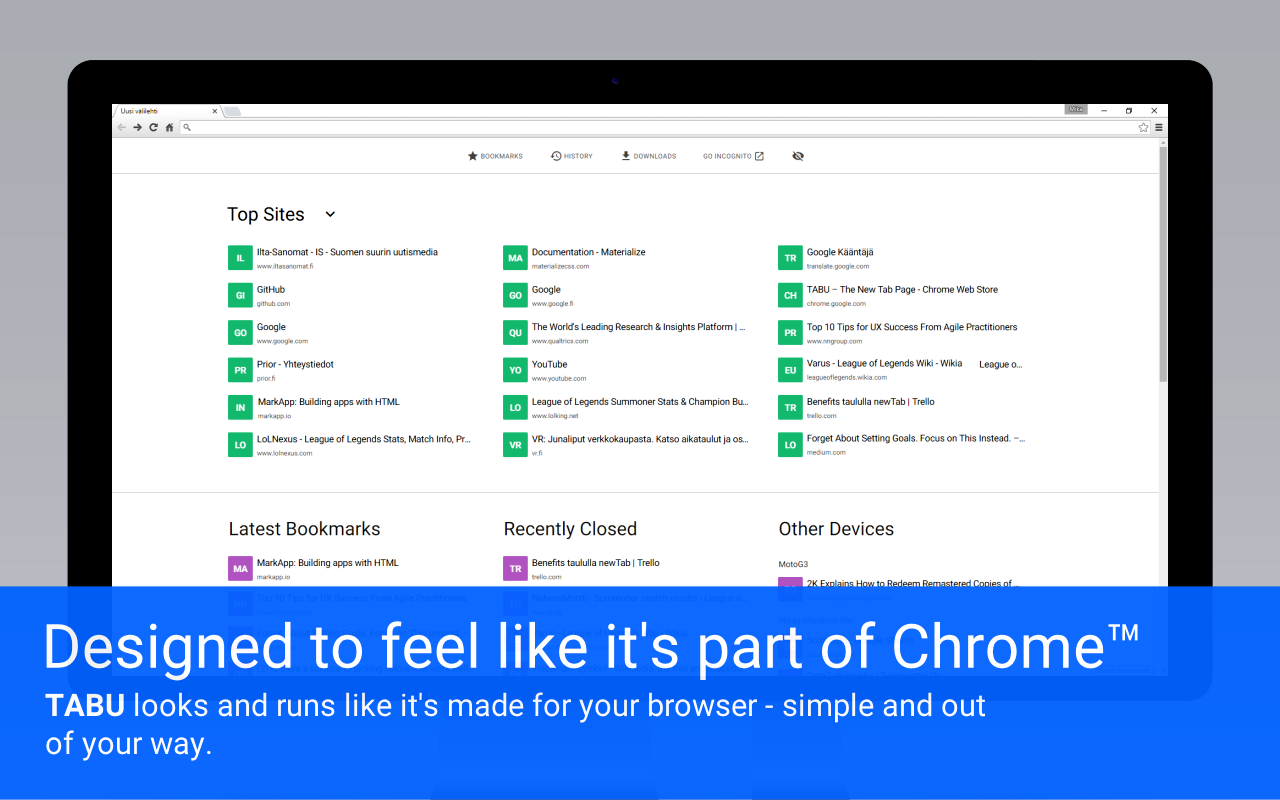 Uusi välilehti
Mika
BOOKMARKS
HISTORY
DOWNLOADS
GO INCOGNITO
Top Sites
IL
Ilta-Sanomat - IS - Suomen suurin uutismedia
www.iltasanomat.fi
MA
Documentation - Materialize
materializecss.com
TR
Google Kääntäjä
translate.google.com
GI
GitHub
github.com
GO
Google
www.google.fi
CH
TABU – The New Tab Page - Chrome Web Store
chrome.google.com
GO
Google
www.google.com
QU
The World's Leading Research & Insights Platform | ...
www.qualtrics.com
PR
Top 10 Tips for UX Success From Agile Practitioners
www.nngroup.com
PR
Prior - Yhteystiedot
prior.fi
YO
YouTube
www.youtube.com
EU
Varus - League of Legends Wiki - Wikia League o...
leagueoflegends.wikia.com
IN
MarkApp: Building apps with HTML
markapp.io
LO
League of Legends Summoner Stats & Champion Bu...
www.lolking.net
TR
Benefits taululla newTab | Trello
trello.com
LO
LoLNexus - League of Legends Stats, Match Info, Pr...
www.lolnexus.com
VR
VR: Junaliput verkkokaupasta. Katso aikataulut ja os...
vr.fi
LO
Forget About Setting Goals. Focus on This Instead. –...
medium.com
Latest Bookmarks
MA
MarkApp: Building apps with HTML
markapp.io
Top 10 Tips for UX Success From Agile Practitioners
Recently Closed
TR
Benefits taululla newTab | Trello
trello.com
Other Devices
MotoG3
2K Explains How to Redeem Remastered Copies of ...
Designed to feel like it's part of Chrome™
TABU looks and runs like it's made for your browser - simple and out
of your way.